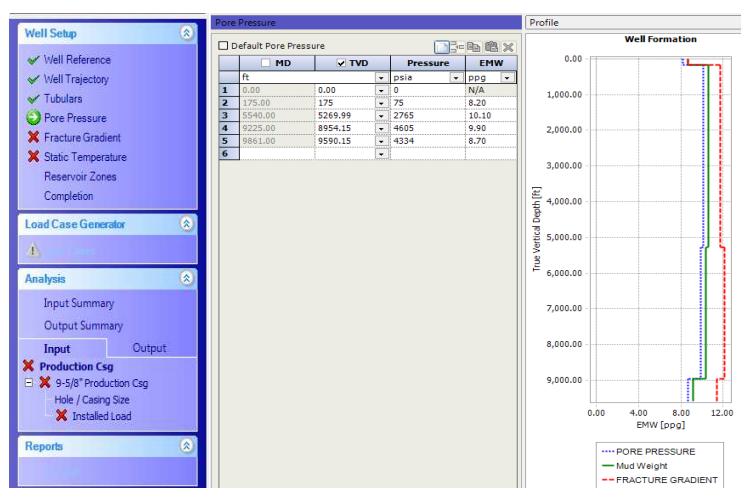 Well Setup
Well Reference
Well Trajectory
Tubulars
Pore Pressure
Fracture Gradient
Static Temperature
Reservoir Zones
Completion
Load Case Generator
Analysis
Input Summary
Output Summary
Input Output
Production Csg
9-5/8" Production Csg
Hole / Casing Size
Installed Load
Reports
Pore Pressure
Default Pore Pressure
MD TVD Pressure EMW
ft psia ppg
1 0.00 0.00 0 N/A
2 175.00 175 75 8.20
3 5540.00 5269.99 2765 10.10
4 9225.00 8954.15 4605 9.90
5 9861.00 9590.15 4334 8.70
6
Profile
Well Formation
True Vertical Depth [ft]
0.00
1,000.00
2,000.00
3,000.00
4,000.00
5,000.00
6,000.00
7,000.00
8,000.00
9,000.00
0.00 4.00 8.00 12.00
EMW [ppg]
PORE PRESSURE
Mud Weight
FRACTURE GRADIENT